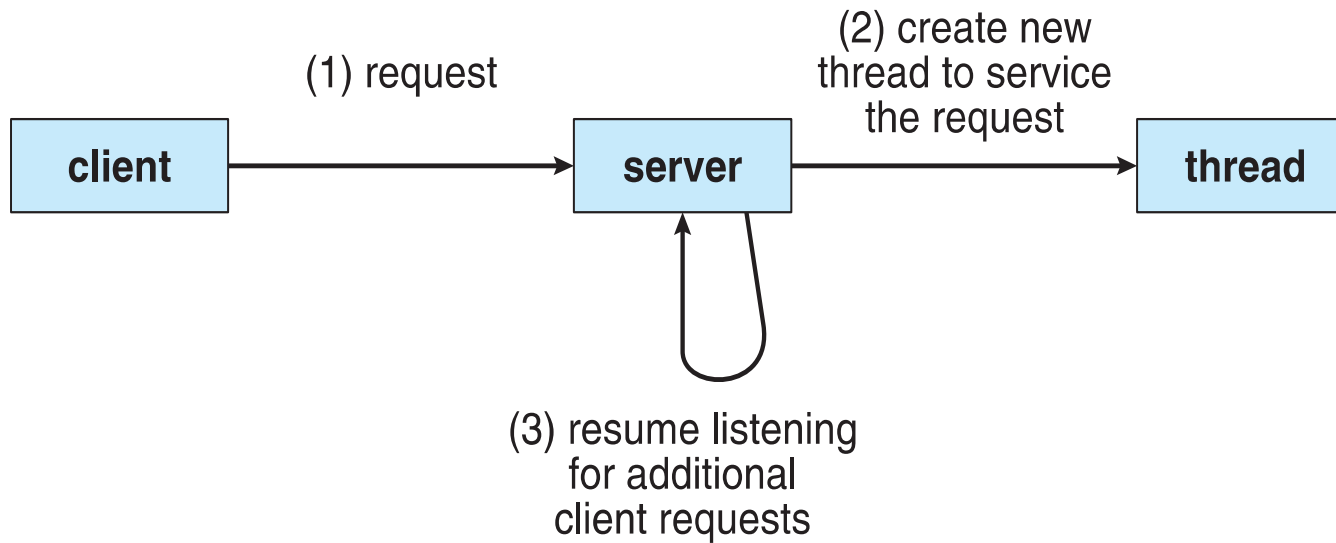 (1) request
(2) create new
thread to service
the request
client
server
thread
(3) resume listening
for additional
client requests